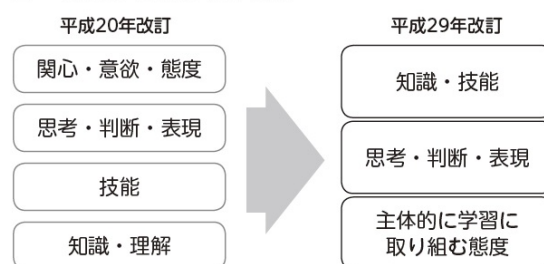 平成20年改訂
関心・意欲・態度
思考・判断・表現
技能
知識・理解
平成29年改訂
知識・技能
思考・判断・表現
主体的に学習に
取り組む態度